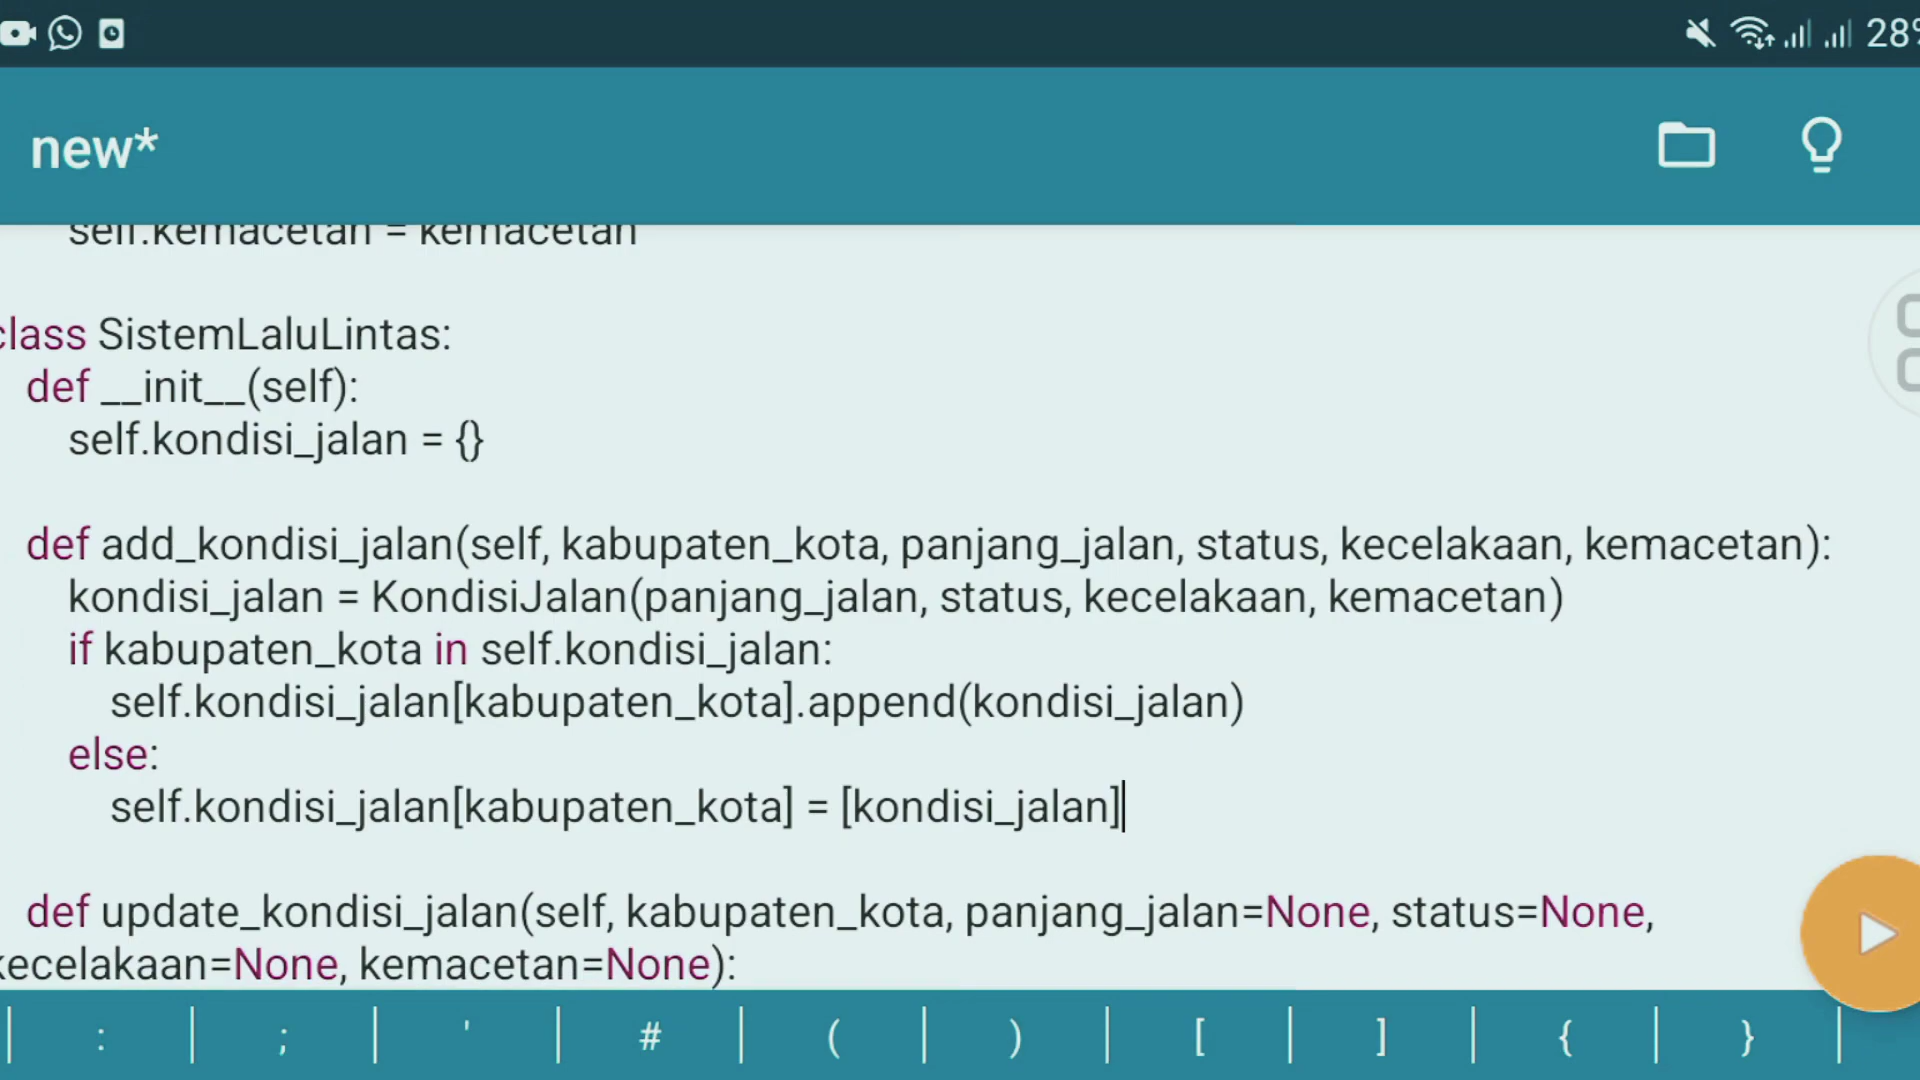 28%
new*
self.kemacetan = kemacetan
class SistemLaluLintas:
def __init__(self):
self.kondisi_jalan = {}
def add_kondisi_jalan(self, kabupaten_kota, panjang_jalan, status, kecelakaan, kemacetan):
kondisi_jalan = KondisiJalan(panjang_jalan, status, kecelakaan, kemacetan)
if kabupaten_kota in self.kondisi_jalan:
self.kondisi_jalan[kabupaten_kota].append(kondisi_jalan)
else:
self.kondisi_jalan[kabupaten_kota] = [kondisi_jalan]
def update_kondisi_jalan(self, kabupaten_kota, panjang_jalan=None, status=None,
kecelakaan=None, kemacetan=None):
: ; ' # ( ) [ ] { }